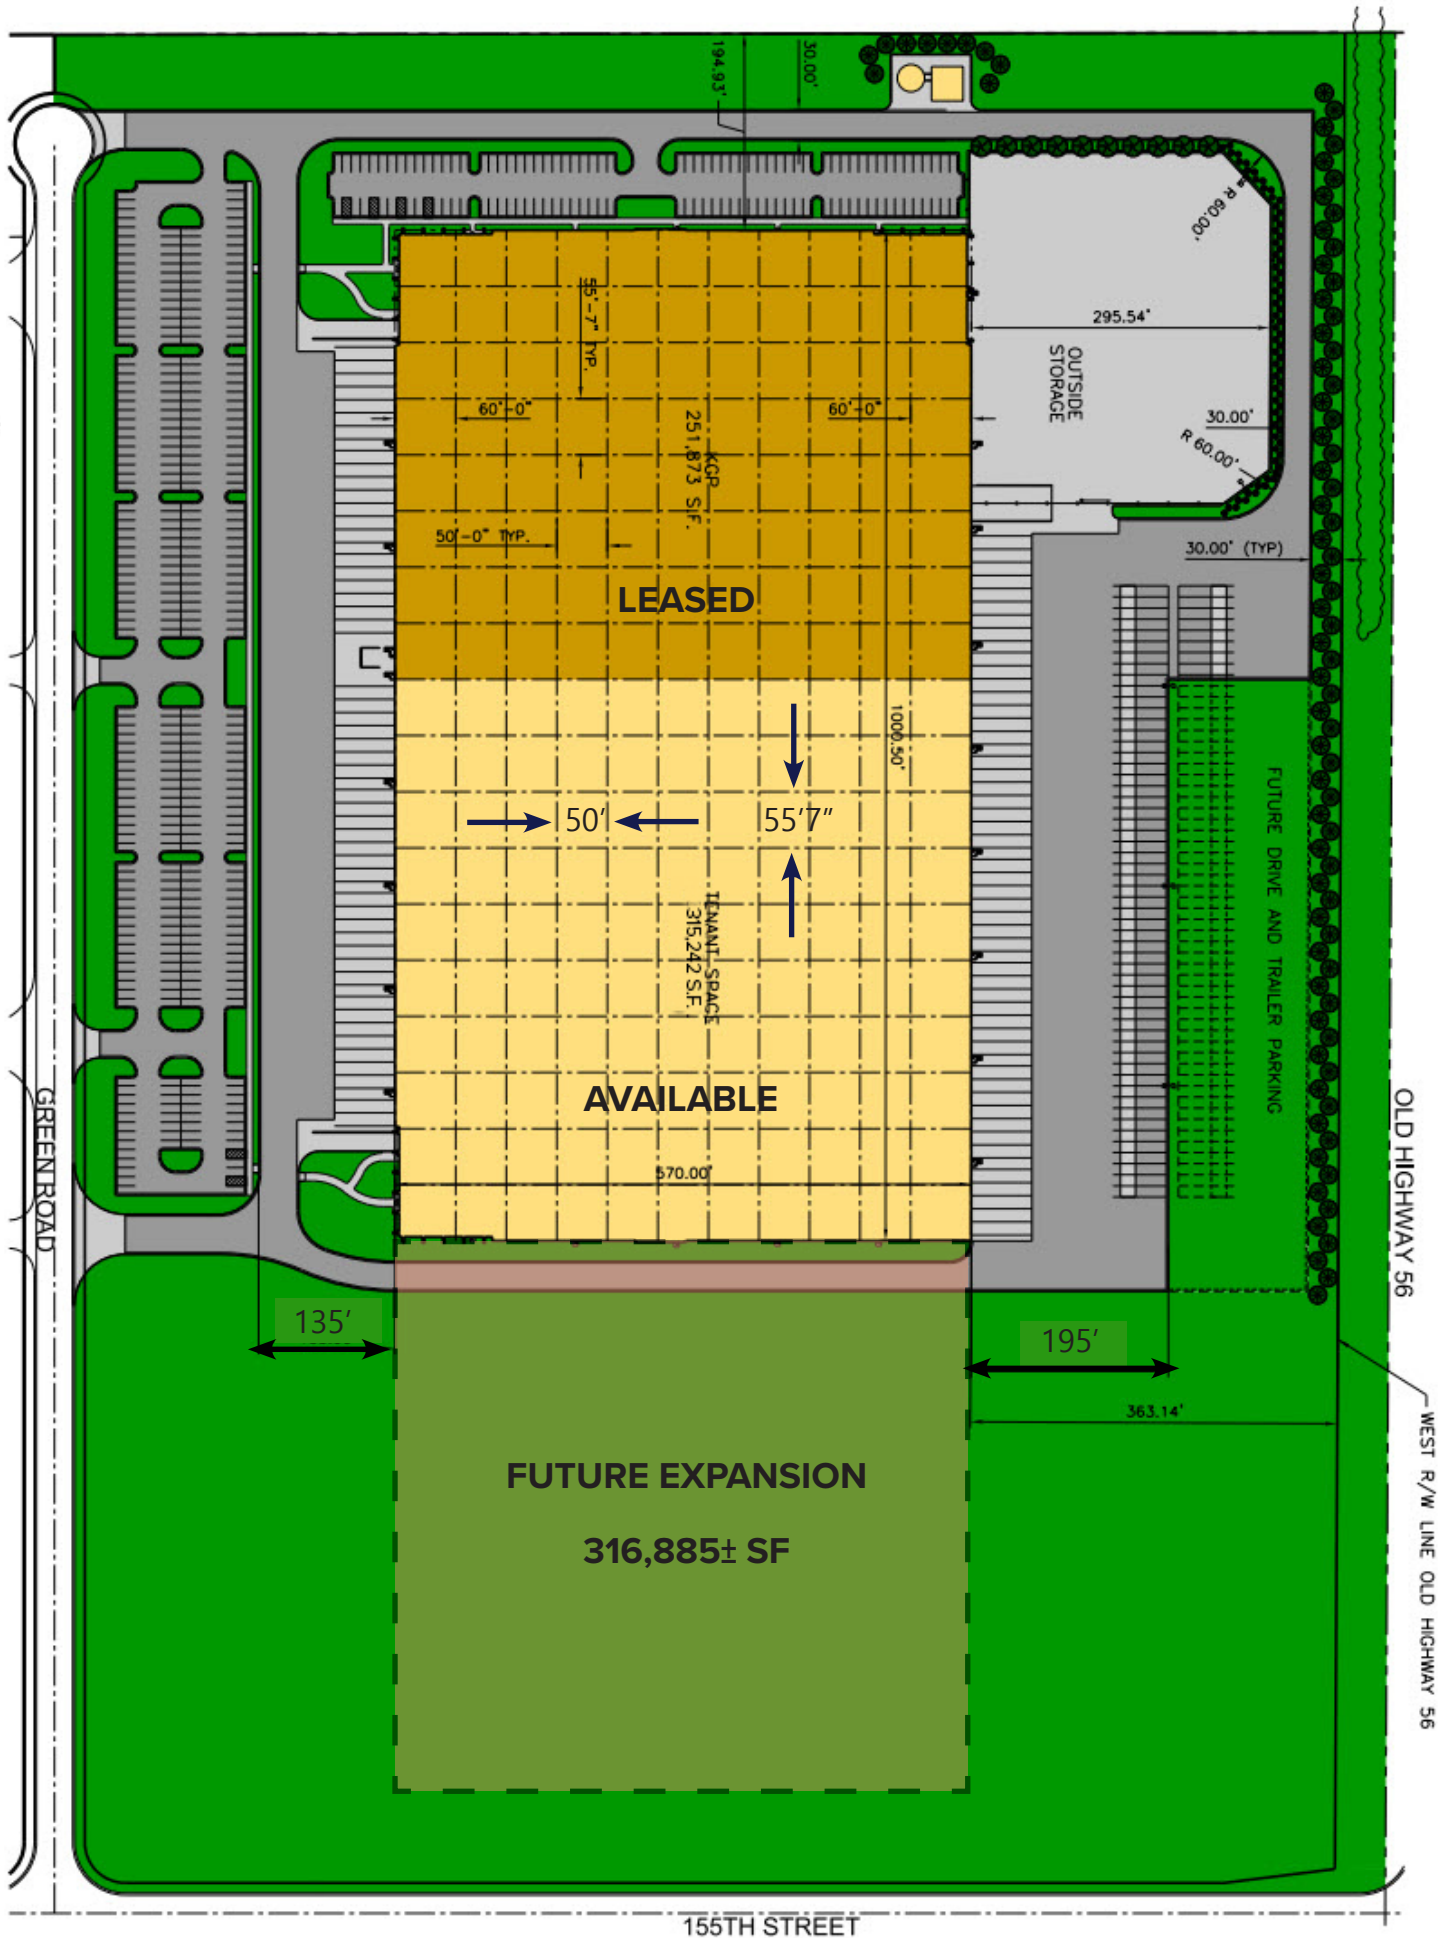 194.93'
30.00'
R 60.00'
295.54'
OUTSIDE
STORAGE
55'-7" TYP.
60'-0"
60'-0"
30.00'
R 60.00'
KGP
251,873 S.F.
50'-0" TYP.
30.00' (TYP)
LEASED
1000.50'
50'
55'7"
FUTURE DRIVE AND TRAILER PARKING
TENANT SPACE
315,242 S.F.
AVAILABLE
570.00'
GREEN ROAD
OLD HIGHWAY 56
135'
195'
363.14'
WEST R/W LINE OLD HIGHWAY 56
FUTURE EXPANSION
316,885± SF
155TH STREET